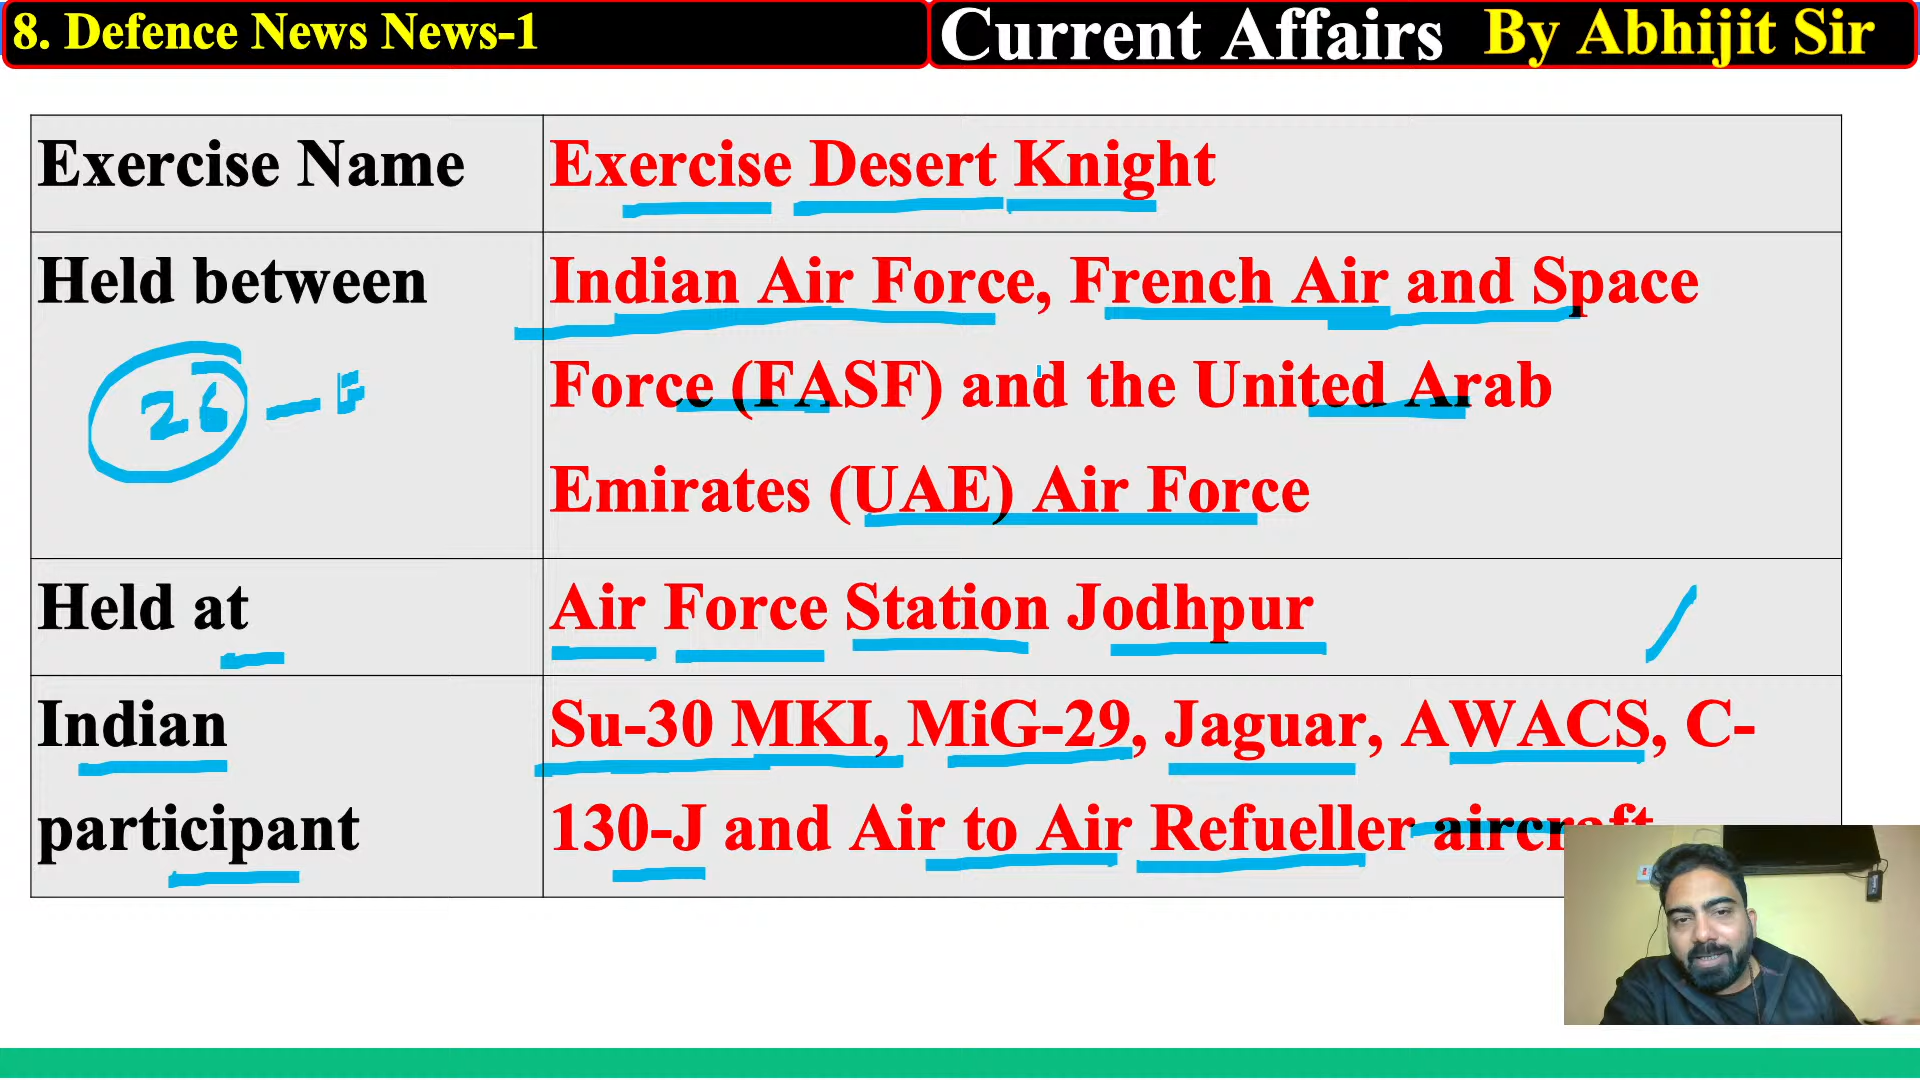 8. Defence News News-1
Current Affairs By Abhijit Sir
Exercise Name
Exercise Desert Knight
Held between
Indian Air Force, French Air and Space
Force (FASF) and the United Arab
Emirates (UAE) Air Force
26 - F
Held at
Air Force Station Jodhpur
Indian
participant
Su-30 MKI, MiG-29, Jaguar, AWACS, C-
130-J and Air to Air Refueller aircraft